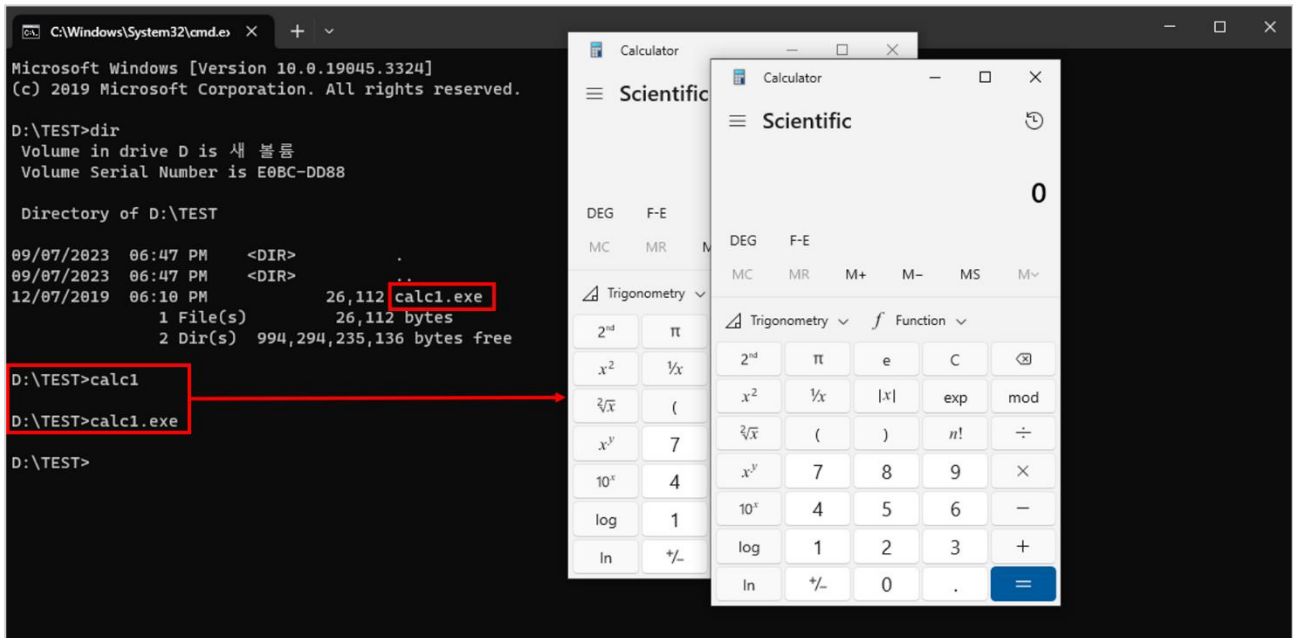 C:\Windows\System32\cmd.e
Microsoft Windows [Version 10.0.19045.3324]
(c) 2019 Microsoft Corporation. All rights reserved.
D:\TEST>dir
Volume in drive D is 새 볼륨
Volume Serial Number is E0BC-DD88
Directory of D:\TEST
09/07/2023 06:47 PM <DIR> .
09/07/2023 06:47 PM <DIR> ..
12/07/2019 06:10 PM 26,112 calc1.exe
1 File(s) 26,112 bytes
2 Dir(s) 994,294,235,136 bytes free
D:\TEST>calc1
D:\TEST>calc1.exe
D:\TEST>
Calculator
Scientific
DEG F-E
MC MR
Trigonometry
2nd π
x² ¹/x
²√x (
xʸ 7
10ˣ 4
log 1
ln +/−
Calculator
Scientific
0
DEG F-E
MC MR M+ M− MS M
Trigonometry f Function
2nd π e C
x² ¹/x |x| exp mod
²√x ( ) n! ÷
xʸ 7 8 9 ×
10ˣ 4 5 6 −
log 1 2 3 +
ln +/− 0 . =